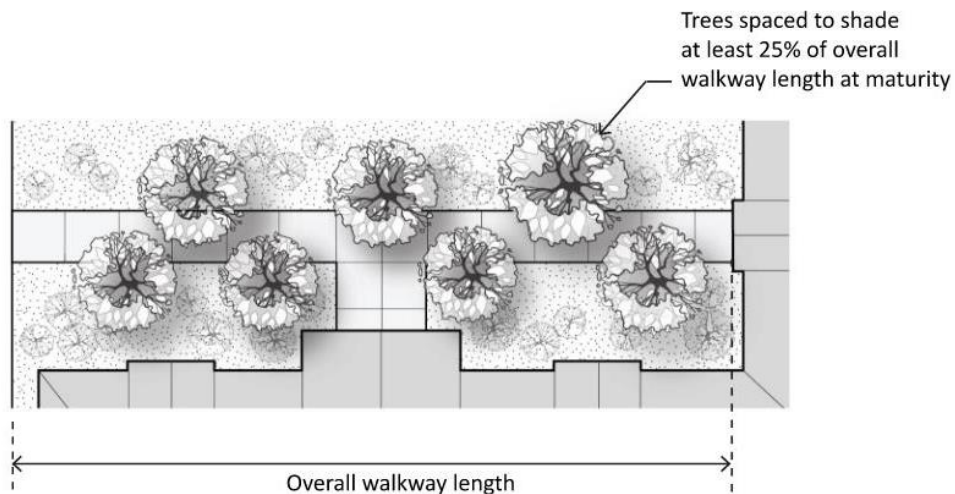 Trees spaced to shade
at least 25% of overall
walkway length at maturity
Overall walkway length